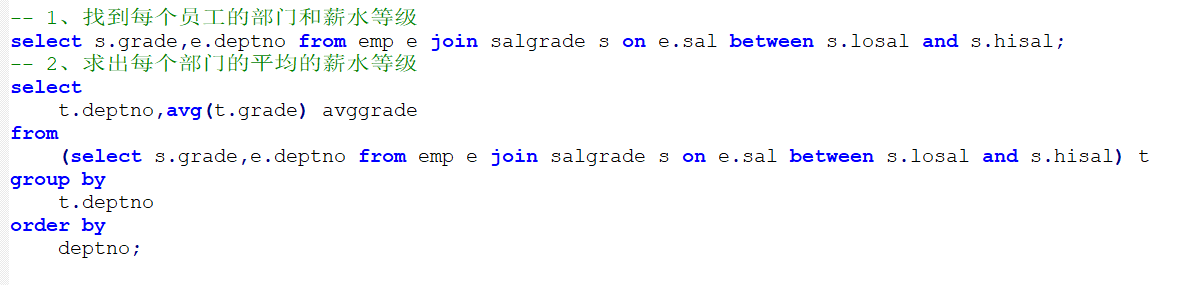 -- 1、找到每个员工的部门和薪水等级
select s.grade,e.deptno from emp e join salgrade s on e.sal between s.losal and s.hisal;
-- 2、求出每个部门的平均的薪水等级
select
    t.deptno,avg(t.grade) avggrade
from
    (select s.grade,e.deptno from emp e join salgrade s on e.sal between s.losal and s.hisal) t
group by
    t.deptno
order by
    deptno;